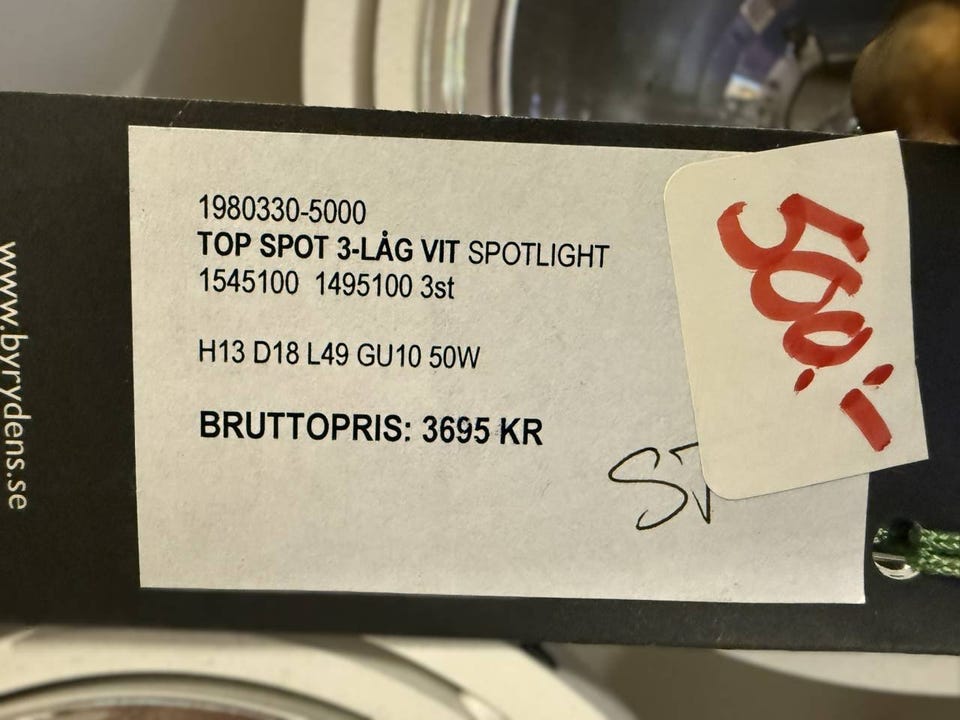 1980330-5000
TOP SPOT 3-LÅG VIT SPOTLIGHT
1545100 1495100 3st
H13 D18 L49 GU10 50W
BRUTTOPRIS: 3695 KR
ST
500:-
www.byrydens.se